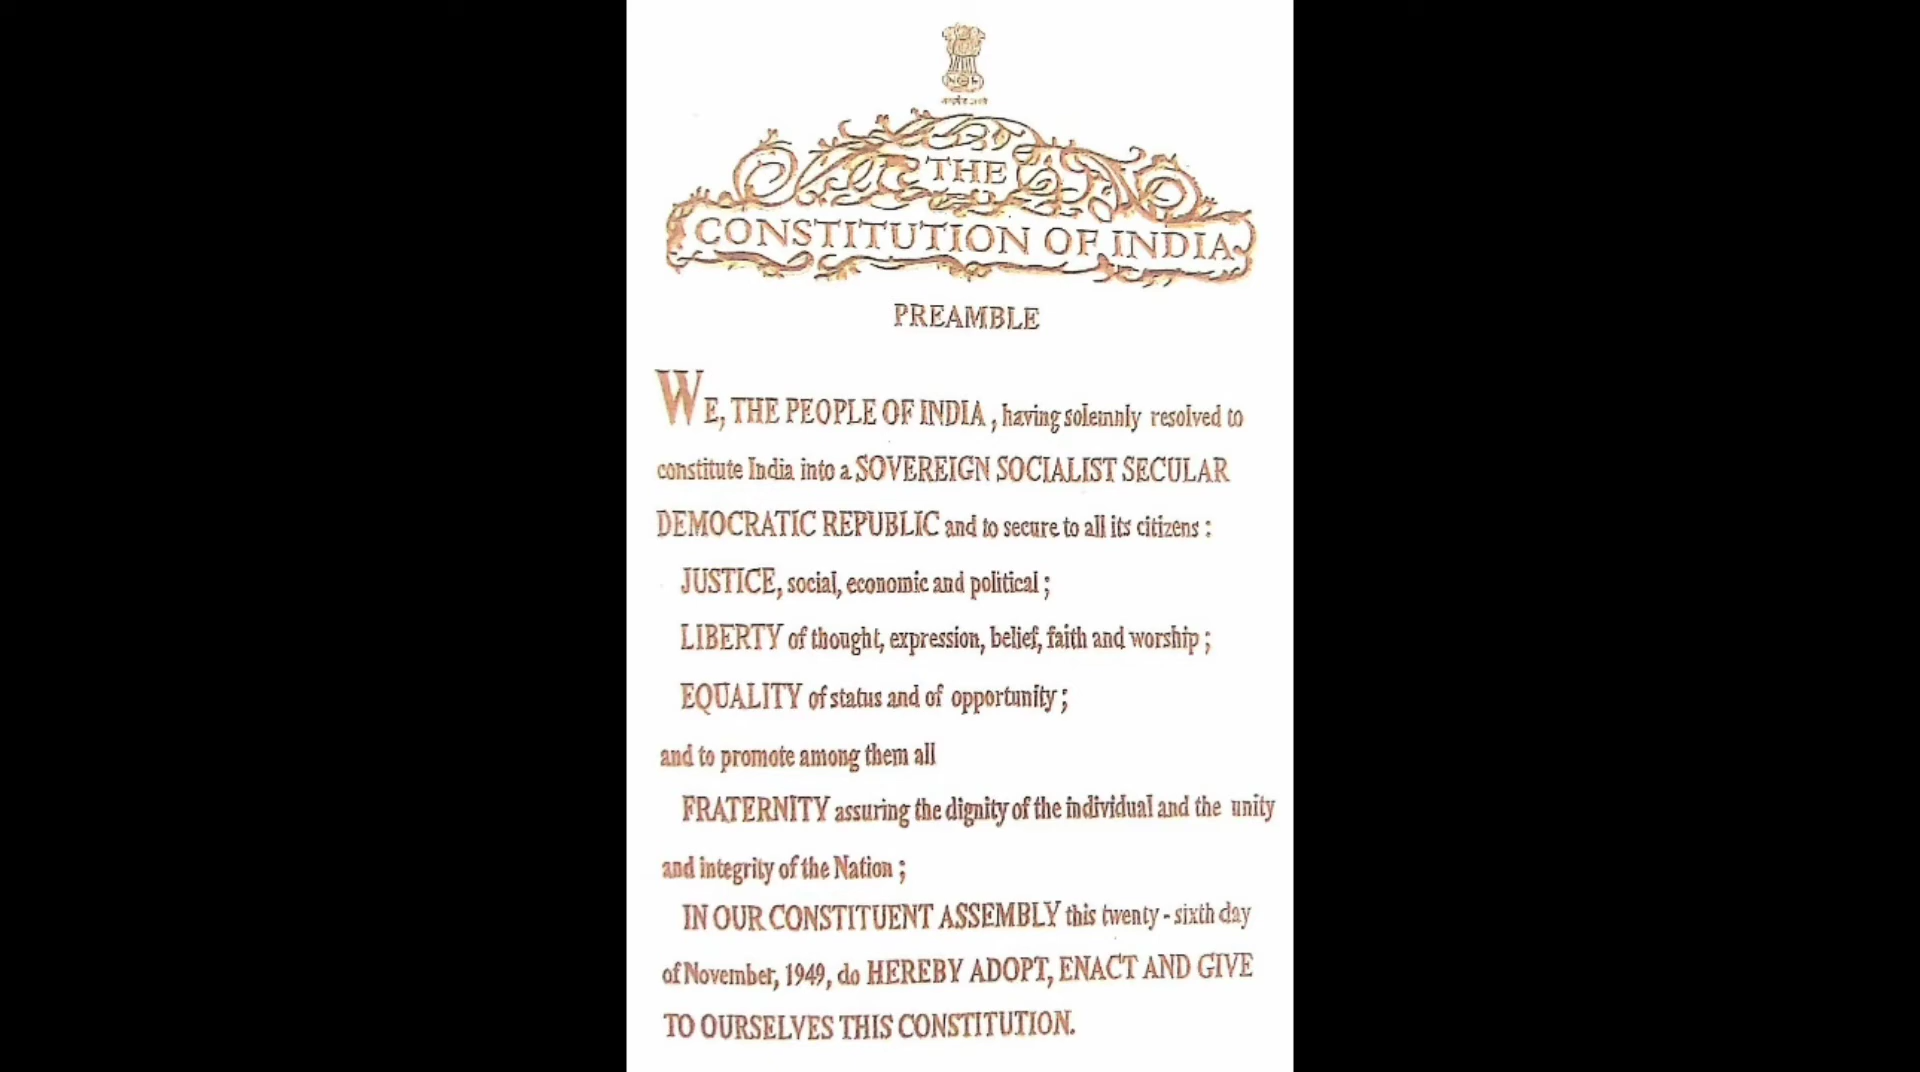 THE
CONSTITUTION OF INDIA
PREAMBLE
WE, THE PEOPLE OF INDIA, having solemnly resolved to
constitute India into a SOVEREIGN SOCIALIST SECULAR
DEMOCRATIC REPUBLIC and to secure to all its citizens :
JUSTICE, social, economic and political ;
LIBERTY of thought, expression, belief, faith and worship ;
EQUALITY of status and of opportunity ;
and to promote among them all
FRATERNITY assuring the dignity of the individual and the unity
and integrity of the Nation ;
IN OUR CONSTITUENT ASSEMBLY this twenty - sixth day
of November, 1949, do HEREBY ADOPT, ENACT AND GIVE
TO OURSELVES THIS CONSTITUTION.